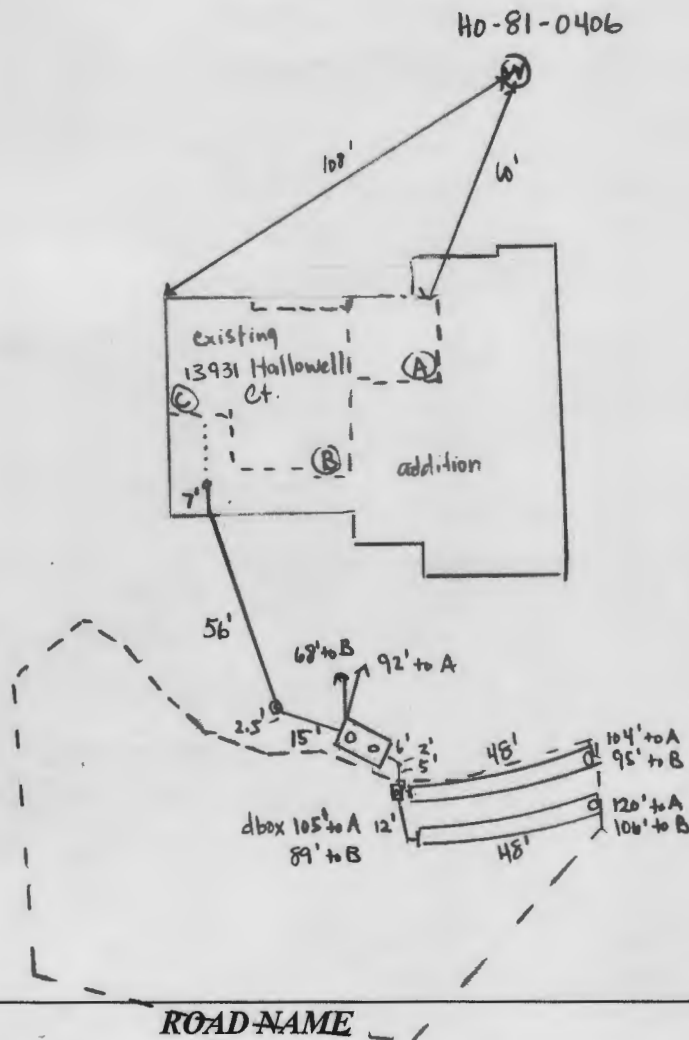 HO-81-0406
W
108'
60'
existing
13931 Hallowell
Ct.
A
C
B
addition
7'
56'
68' to B
92' to A
2.5'
15'
6'
2'
5'
48'
104' to A
95' to B
120' to A
106' to B
dbox 105' to A
12'
89' to B
48'
ROAD NAME